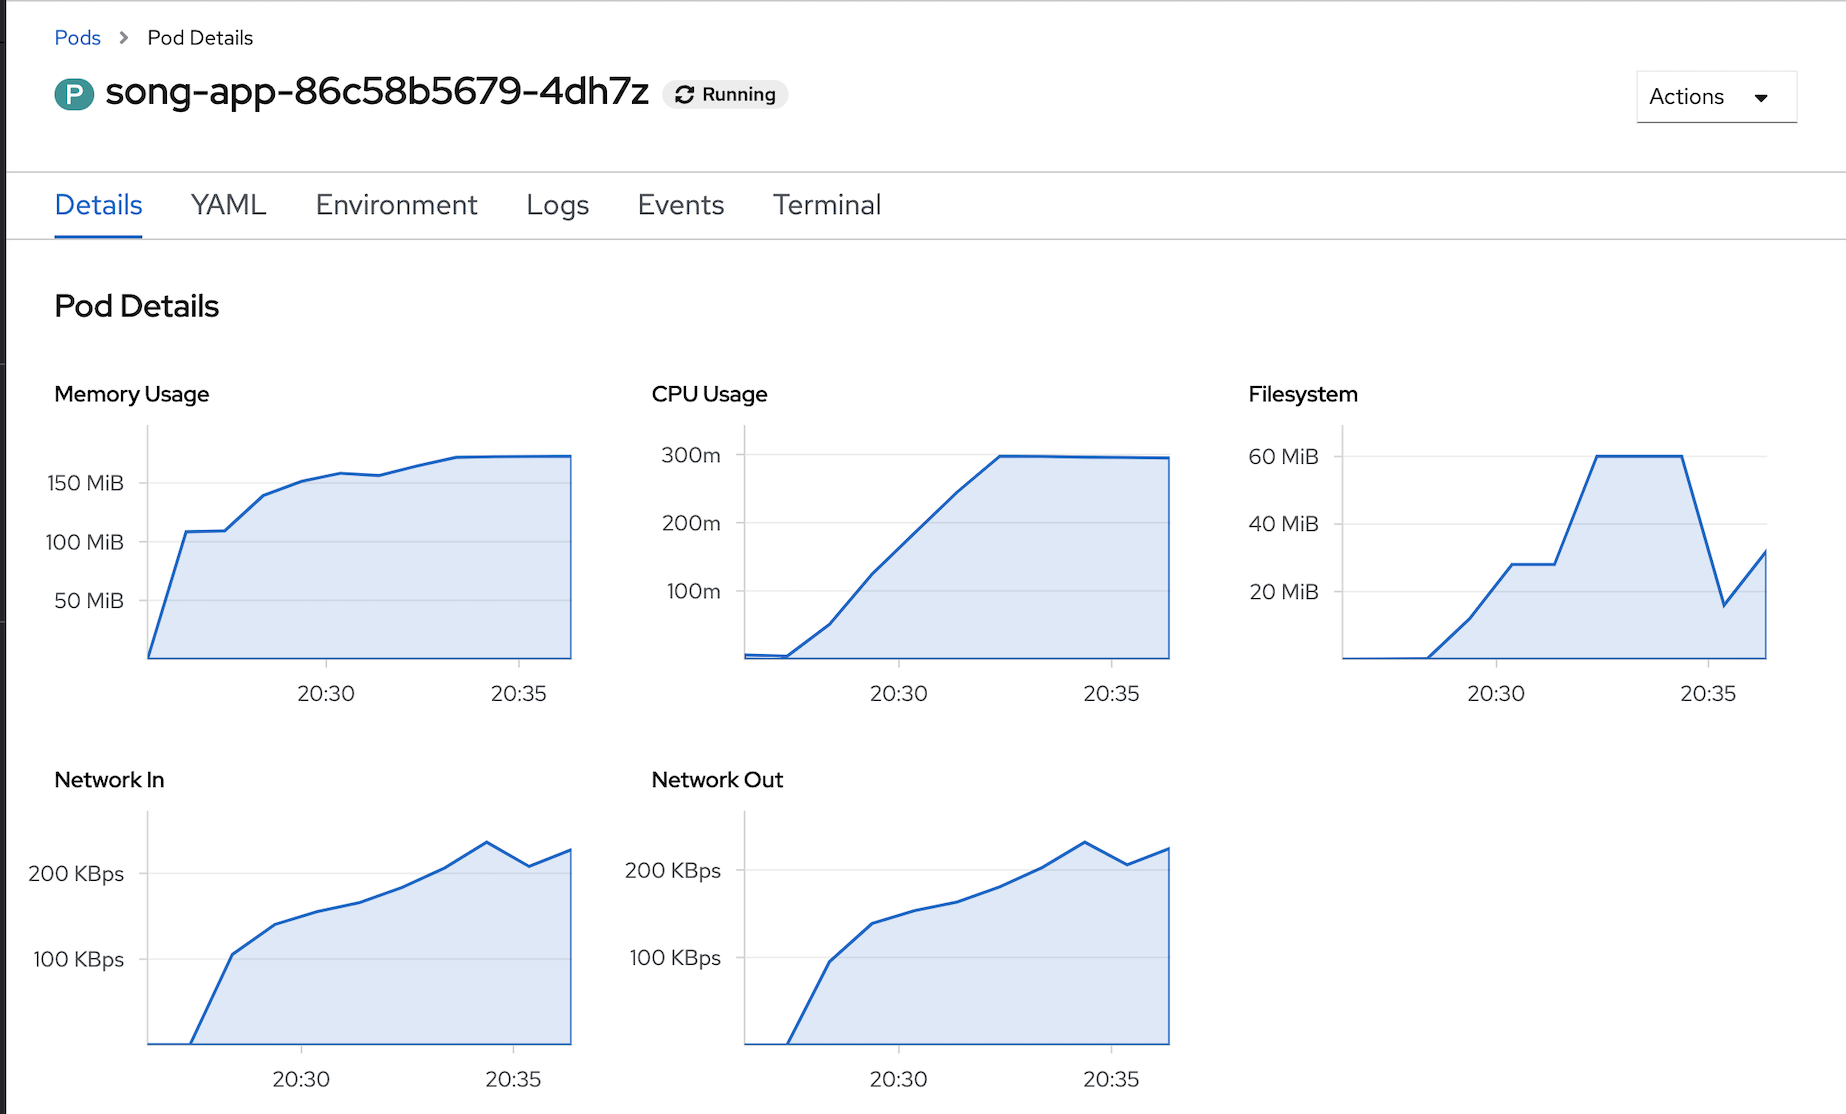 Pods > Pod Details
P song-app-86c58b5679-4dh7z Running
Actions
Details YAML Environment Logs Events Terminal
Pod Details
Memory Usage
150 MiB
100 MiB
50 MiB
20:30 20:35
CPU Usage
300m
200m
100m
20:30 20:35
Filesystem
60 MiB
40 MiB
20 MiB
20:30 20:35
Network In
200 KBps
100 KBps
20:30 20:35
Network Out
200 KBps
100 KBps
20:30 20:35